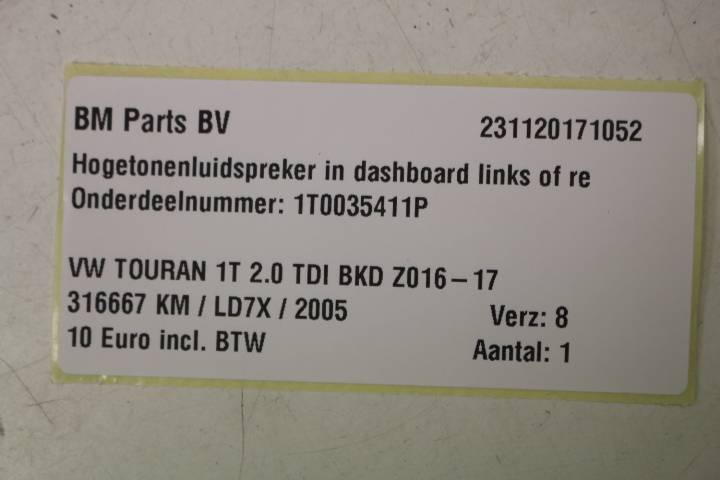 BM Parts BV 231120171052
Hogetonenluidspreker in dashboard links of re
Onderdeelnummer: 1T0035411P
VW TOURAN 1T 2.0 TDI BKD Z016-17
316667 KM / LD7X / 2005 Verz: 8
10 Euro incl. BTW Aantal: 1